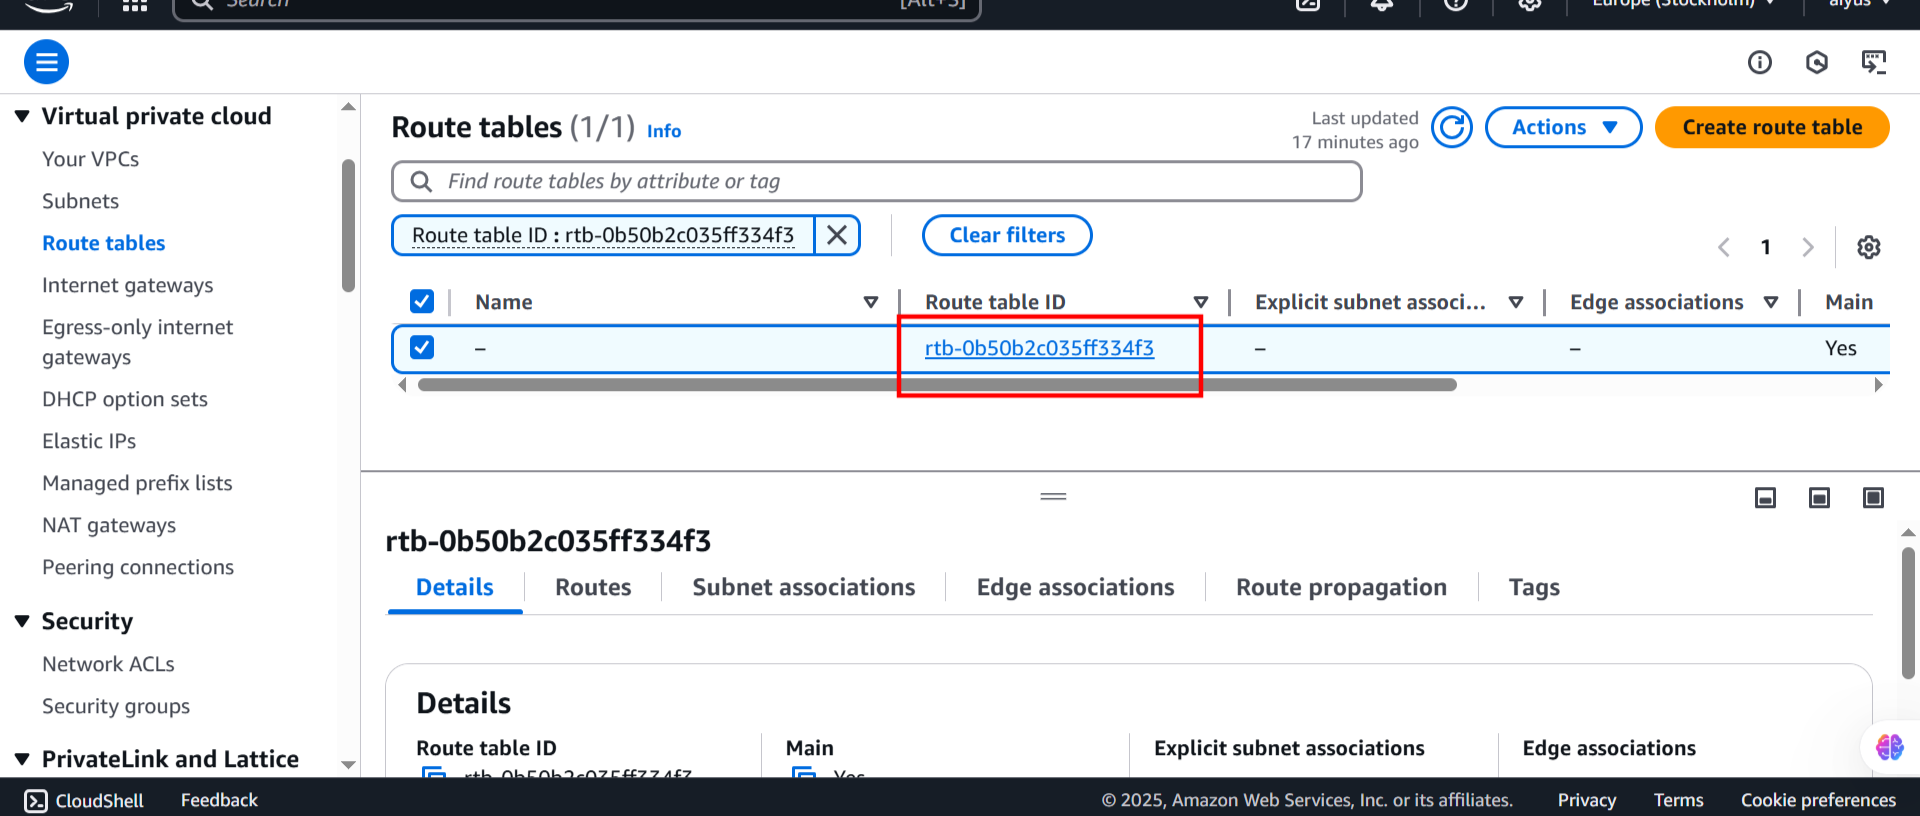 Search [Alt+S] Europe (Stockholm) aiyus
Virtual private cloud
Your VPCs
Subnets
Route tables
Internet gateways
Egress-only internet
gateways
DHCP option sets
Elastic IPs
Managed prefix lists
NAT gateways
Peering connections
Security
Network ACLs
Security groups
PrivateLink and Lattice
Route tables (1/1) Info
Last updated
17 minutes ago
Actions
Create route table
Find route tables by attribute or tag
Route table ID : rtb-0b50b2c035ff334f3
Clear filters
1
Name Route table ID Explicit subnet associ... Edge associations Main
– rtb-0b50b2c035ff334f3 – – Yes
rtb-0b50b2c035ff334f3
Details Routes Subnet associations Edge associations Route propagation Tags
Details
Route table ID Main Explicit subnet associations Edge associations
rtb-0b50b2c035ff334f3 Yes
CloudShell Feedback © 2025, Amazon Web Services, Inc. or its affiliates. Privacy Terms Cookie preferences